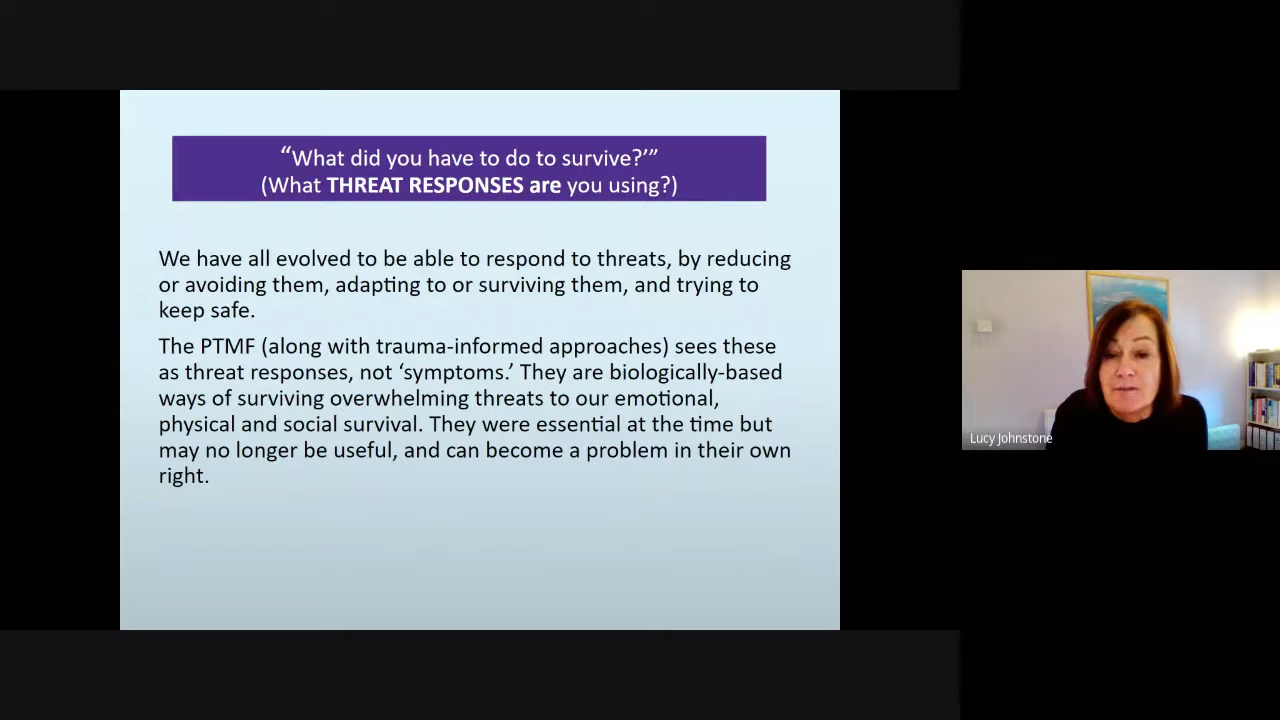 “What did you have to do to survive?’”
(What THREAT RESPONSES are you using?)
We have all evolved to be able to respond to threats, by reducing
or avoiding them, adapting to or surviving them, and trying to
keep safe.
The PTMF (along with trauma-informed approaches) sees these
as threat responses, not ‘symptoms.’ They are biologically-based
ways of surviving overwhelming threats to our emotional,
physical and social survival. They were essential at the time but
may no longer be useful, and can become a problem in their own
right.
Lucy Johnstone